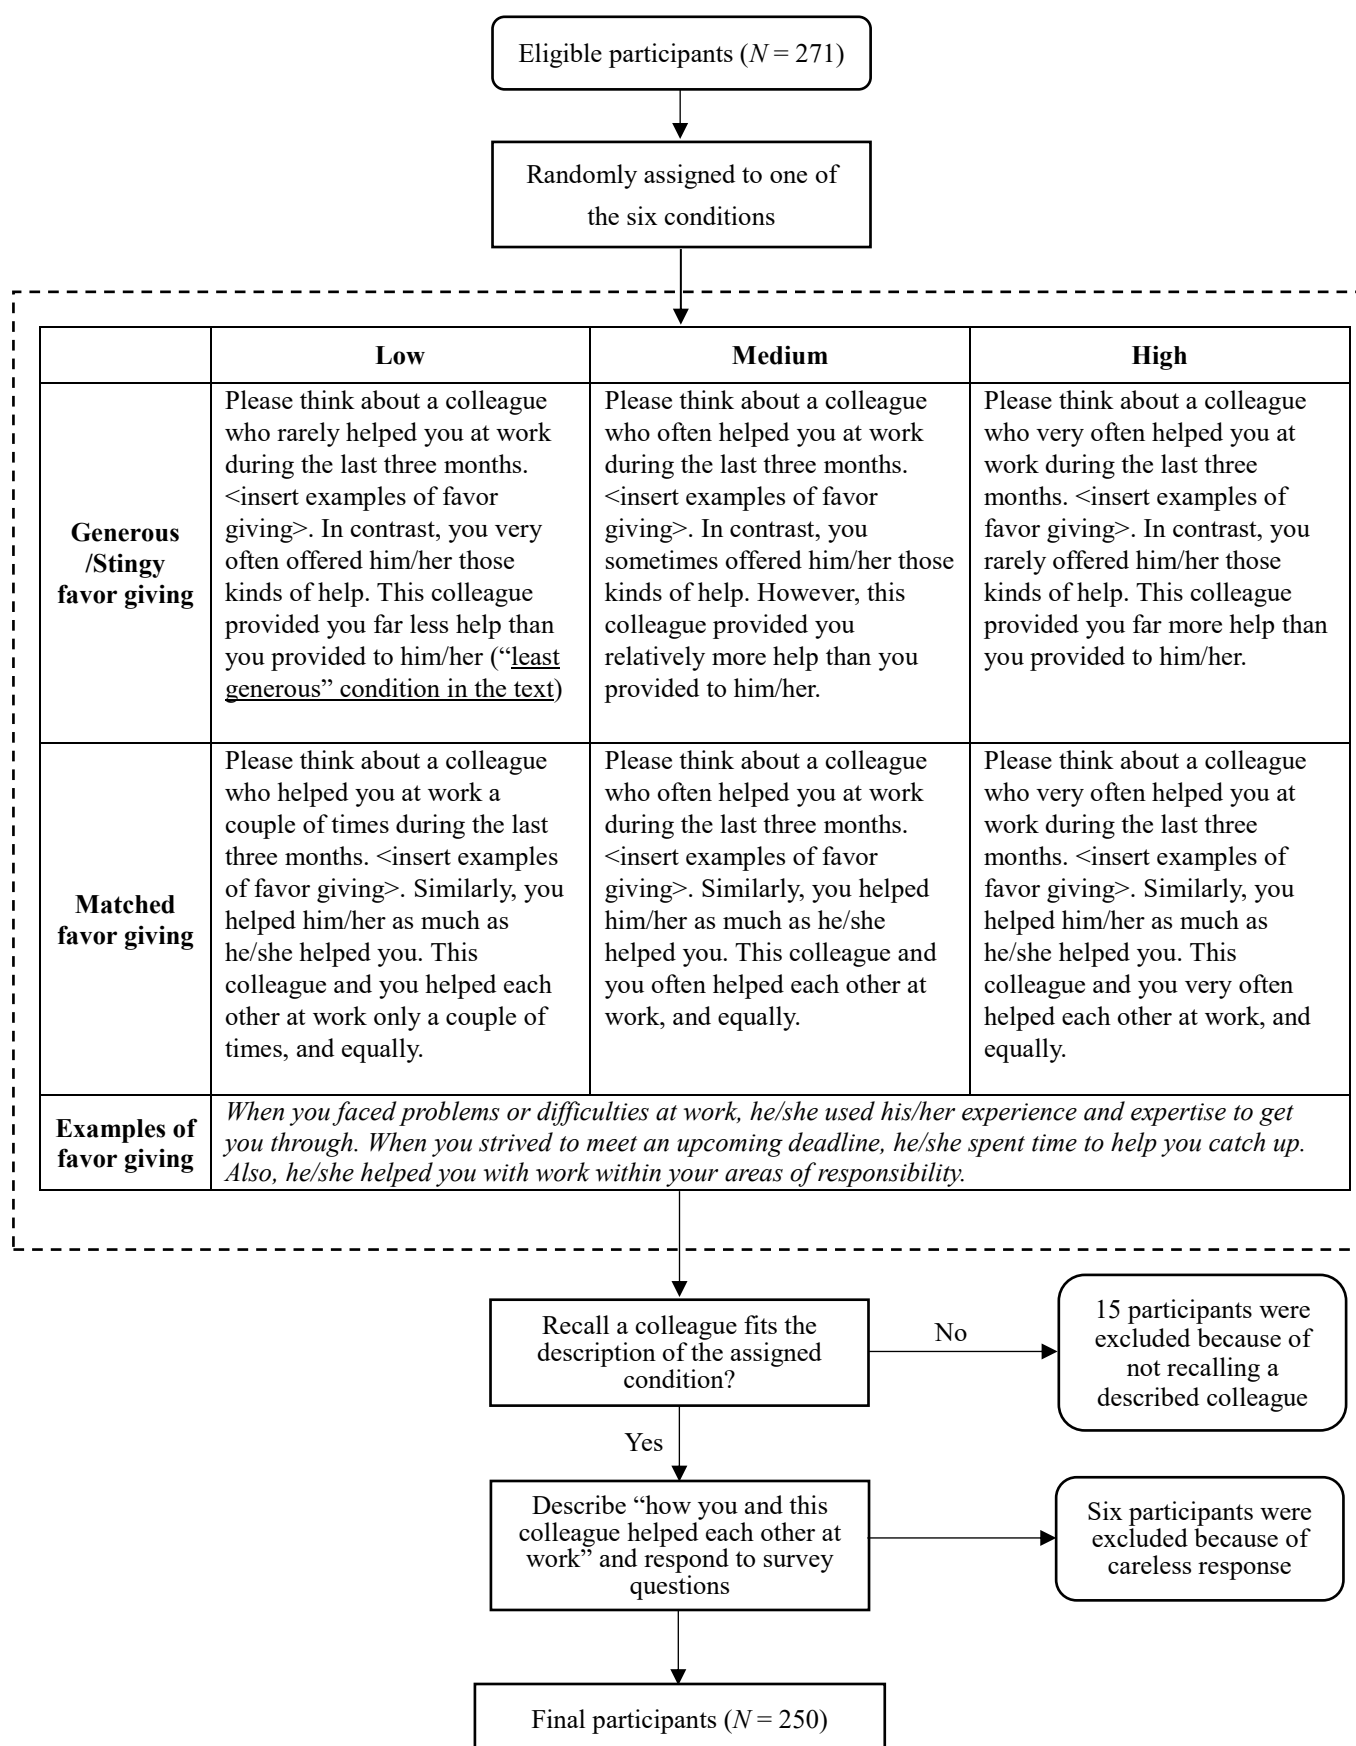 Eligible participants (N = 271)
Randomly assigned to one of
the six conditions
Low
Medium
High
Generous
/Stingy
favor giving
Please think about a colleague
who rarely helped you at work
during the last three months.
<insert examples of favor
giving>. In contrast, you very
often offered him/her those
kinds of help. This colleague
provided you far less help than
you provided to him/her (“least
generous” condition in the text)
Please think about a colleague
who often helped you at work
during the last three months.
<insert examples of favor
giving>. In contrast, you
sometimes offered him/her those
kinds of help. However, this
colleague provided you
relatively more help than you
provided to him/her.
Please think about a colleague
who very often helped you at
work during the last three
months. <insert examples of
favor giving>. In contrast, you
rarely offered him/her those
kinds of help. This colleague
provided you far more help than
you provided to him/her.
Matched
favor giving
Please think about a colleague
who helped you at work a
couple of times during the last
three months. <insert examples
of favor giving>. Similarly, you
helped him/her as much as
he/she helped you. This
colleague and you helped each
other at work only a couple of
times, and equally.
Please think about a colleague
who often helped you at work
during the last three months.
<insert examples of favor
giving>. Similarly, you helped
him/her as much as he/she
helped you. This colleague and
you often helped each other at
work, and equally.
Please think about a colleague
who very often helped you at
work during the last three
months. <insert examples of
favor giving>. Similarly, you
helped him/her as much as
he/she helped you. This
colleague and you very often
helped each other at work, and
equally.
Examples of
favor giving
When you faced problems or difficulties at work, he/she used his/her experience and expertise to get
you through. When you strived to meet an upcoming deadline, he/she spent time to help you catch up.
Also, he/she helped you with work within your areas of responsibility.
Recall a colleague fits the
description of the assigned
condition?
No
15 participants were
excluded because of
not recalling a
described colleague
Yes
Describe “how you and this
colleague helped each other at
work” and respond to survey
questions
Six participants were
excluded because of
careless response
Final participants (N = 250)